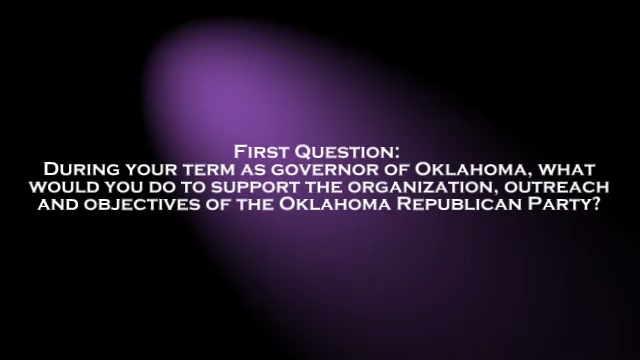 First Question:
During your term as governor of Oklahoma, what
would you do to support the organization, outreach
and objectives of the Oklahoma Republican Party?